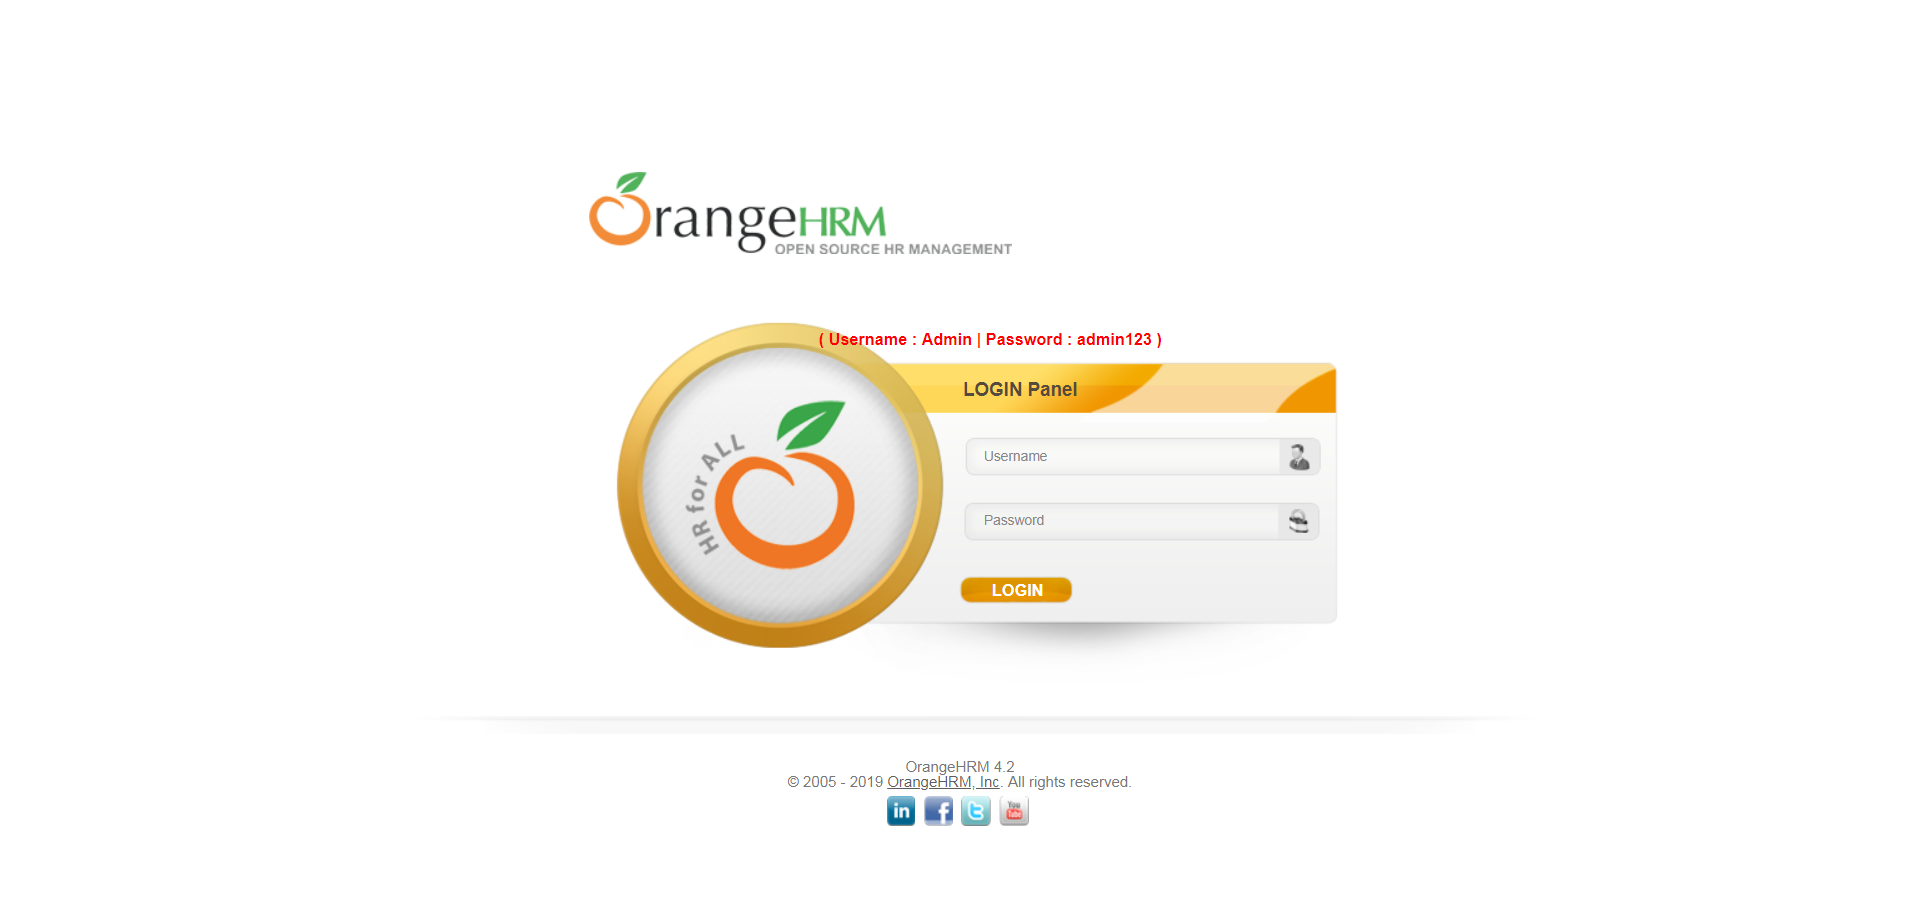 OrangeHRM
OPEN SOURCE HR MANAGEMENT
( Username : Admin | Password : admin123 )
LOGIN Panel
HR for ALL
Username
Password
LOGIN
OrangeHRM 4.2
© 2005 - 2019 OrangeHRM, Inc. All rights reserved.
in f t You Tube